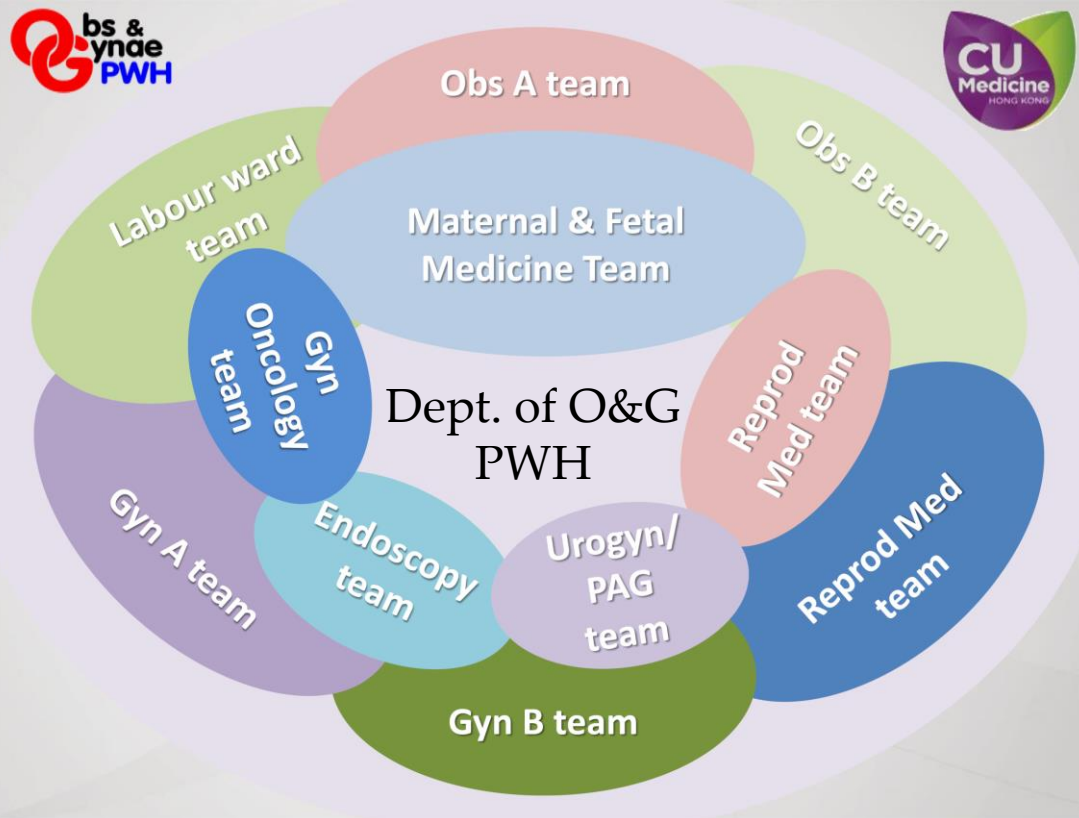 Obs &
Gynae
PWH
CU
Medicine
HONG KONG
Obs A team
Labour ward
team
Obs B team
Maternal & Fetal
Medicine Team
Gyn
Oncology
team
Dept. of O&G
PWH
Reprod
Med team
Gyn A team
Endoscopy
team
Urogyn/
PAG
team
Reprod Med
team
Gyn B team